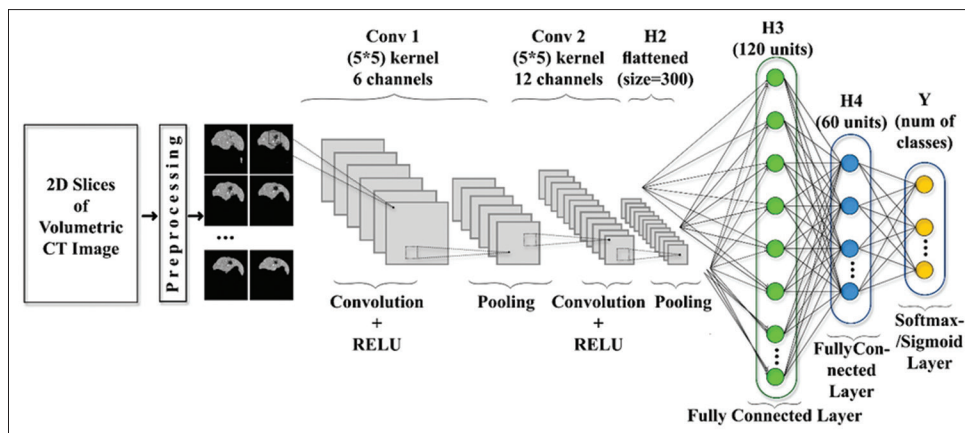 2D Slices
of
Volumetric
CT Image
Preprocessing
...
Conv 1
(5*5) kernel
6 channels
Conv 2
(5*5) kernel
12 channels
H2
flattened
(size=300)
H3
(120 units)
H4
(60 units)
Y
(num of
classes)
Convolution
+
RELU
Pooling
Convolution
+
RELU
Pooling
Fully Connected Layer
FullyCon-
nected
Layer
Softmax-
/Sigmoid
Layer